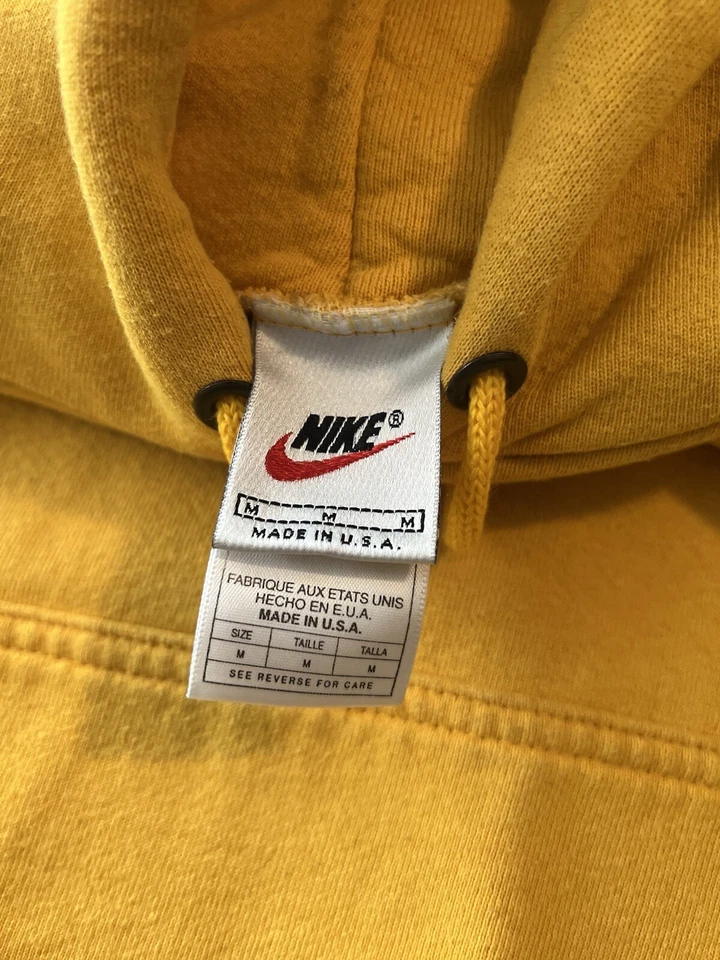 NIKE®
M M M
MADE IN U.S.A.
FABRIQUE AUX ETATS UNIS
HECHO EN E.U.A.
MADE IN U.S.A.
SIZE TAILLE TALLA
M M M
SEE REVERSE FOR CARE